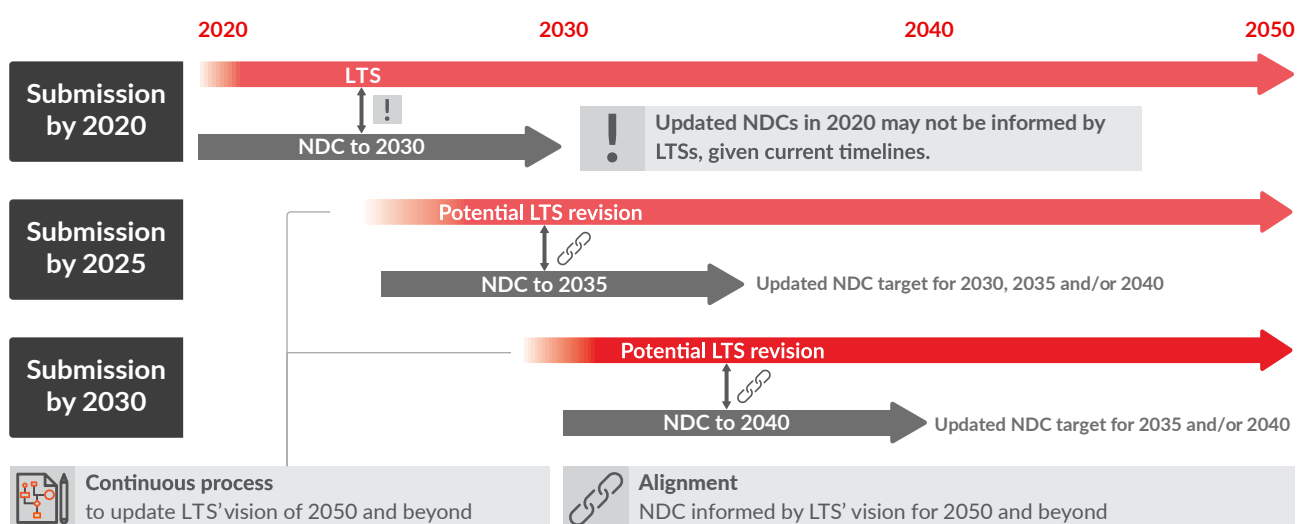 2020 2030 2040 2050
Submission
by 2020
LTS
!
NDC to 2030
!
Updated NDCs in 2020 may not be informed by
LTSs, given current timelines.
Submission
by 2025
Potential LTS revision
NDC to 2035
Updated NDC target for 2030, 2035 and/or 2040
Submission
by 2030
Potential LTS revision
NDC to 2040
Updated NDC target for 2035 and/or 2040
Continuous process
to update LTS’vision of 2050 and beyond
Alignment
NDC informed by LTS’ vision for 2050 and beyond